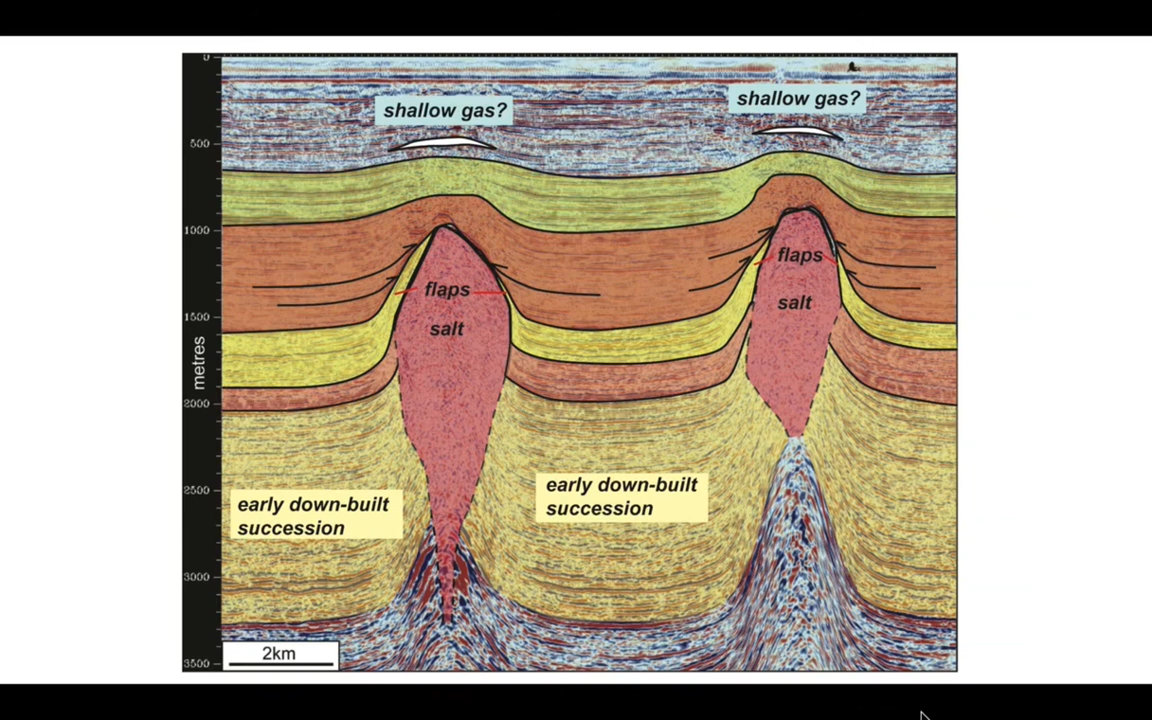 0
shallow gas?
shallow gas?
500
1000
flaps
flaps
salt
salt
1500
metres
2000
2500
early down-built
succession
early down-built
succession
3000
2km
3500